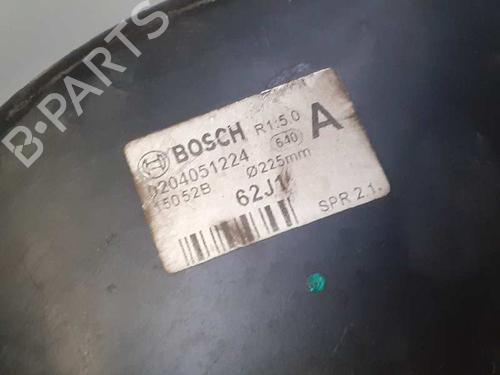 BOSCH R1:5.0 A
0204051224 640
15052B Ø225mm
62J1
SPR 2.1.
B-PARTS